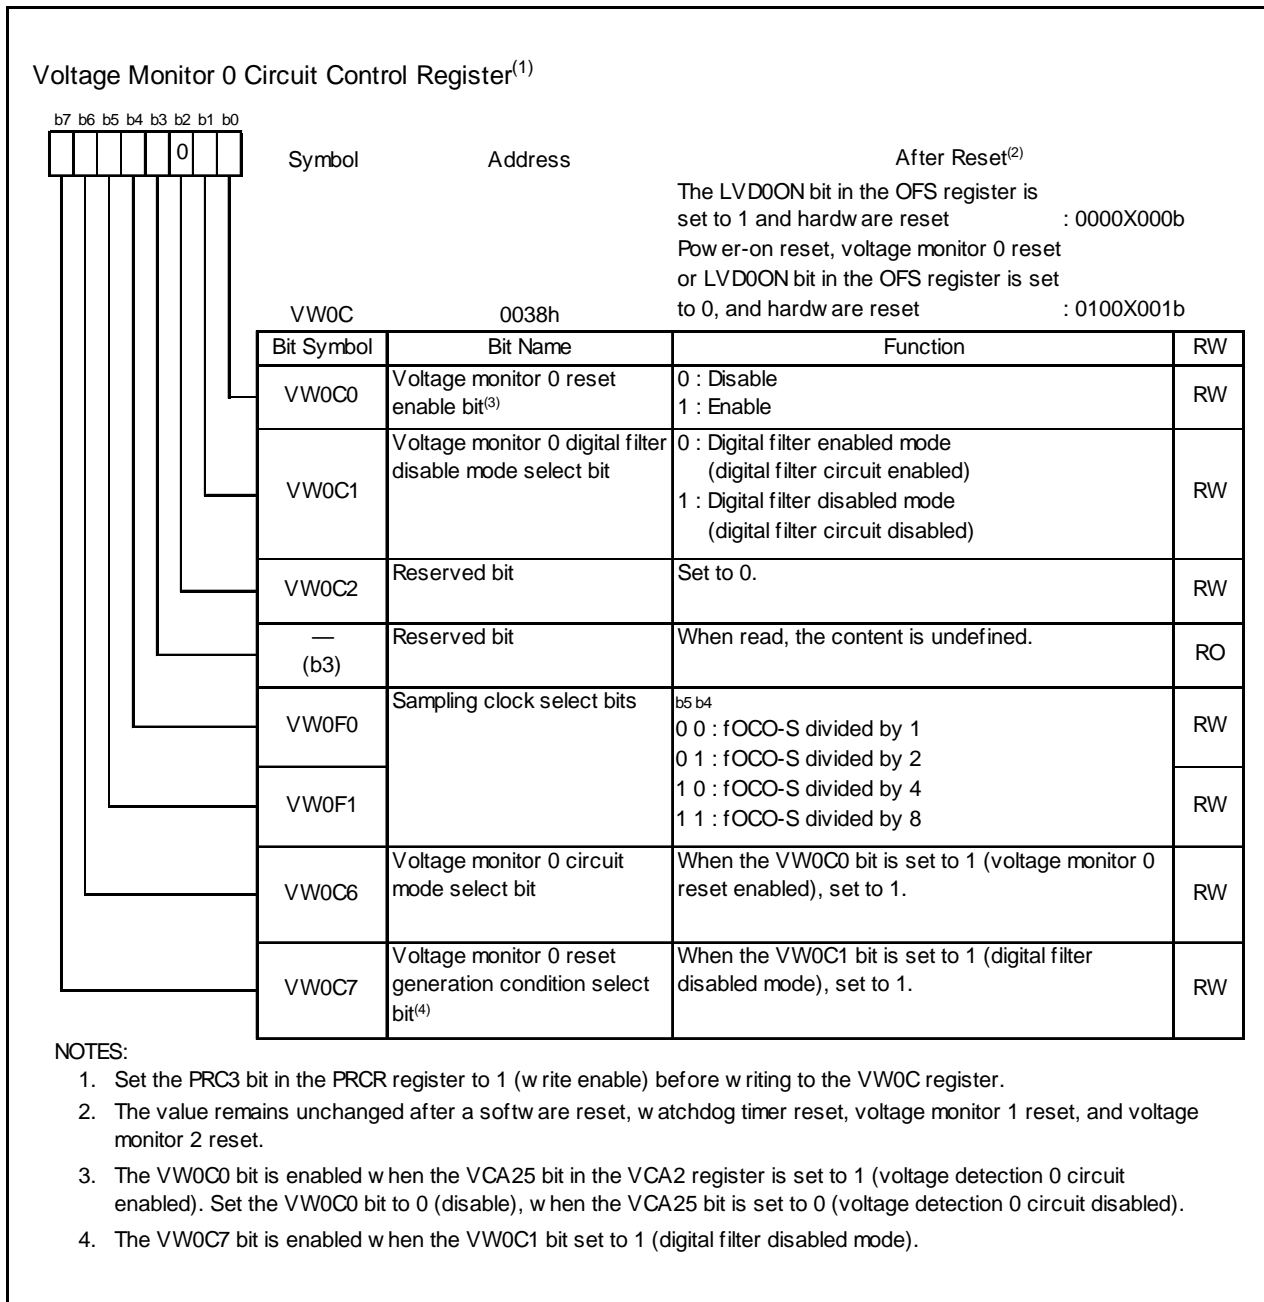 Voltage Monitor 0 Circuit Control Register(1)
b7 b6 b5 b4 b3 b2 b1 b0
0
Symbol Address After Reset(2)
The LVD0ON bit in the OFS register is
set to 1 and hardware reset : 0000X000b
Power-on reset, voltage monitor 0 reset
or LVD0ON bit in the OFS register is set
VW0C 0038h to 0, and hardware reset : 0100X001b
Bit Symbol Bit Name Function RW
VW0C0 Voltage monitor 0 reset
enable bit(3)
0 : Disable
1 : Enable
RW
VW0C1
Voltage monitor 0 digital filter
disable mode select bit
0 : Digital filter enabled mode
(digital filter circuit enabled)
1 : Digital filter disabled mode
(digital filter circuit disabled)
RW
VW0C2
Reserved bit
Set to 0.
RW
—
(b3)
Reserved bit
When read, the content is undefined.
RO
VW0F0
VW0F1
Sampling clock select bits
b5 b4
0 0 : fOCO-S divided by 1
0 1 : fOCO-S divided by 2
1 0 : fOCO-S divided by 4
1 1 : fOCO-S divided by 8
RW
RW
VW0C6
Voltage monitor 0 circuit
mode select bit
When the VW0C0 bit is set to 1 (voltage monitor 0
reset enabled), set to 1.
RW
VW0C7
Voltage monitor 0 reset
generation condition select
bit(4)
When the VW0C1 bit is set to 1 (digital filter
disabled mode), set to 1.
RW
NOTES:
1. Set the PRC3 bit in the PRCR register to 1 (write enable) before writing to the VW0C register.
2. The value remains unchanged after a software reset, watchdog timer reset, voltage monitor 1 reset, and voltage
monitor 2 reset.
3. The VW0C0 bit is enabled when the VCA25 bit in the VCA2 register is set to 1 (voltage detection 0 circuit
enabled). Set the VW0C0 bit to 0 (disable), when the VCA25 bit is set to 0 (voltage detection 0 circuit disabled).
4. The VW0C7 bit is enabled when the VW0C1 bit set to 1 (digital filter disabled mode).